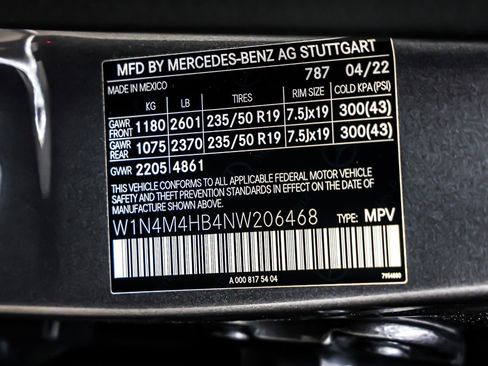 MFD BY MERCEDES-BENZ AG STUTTGART
MADE IN MEXICO 787 04/22
KG LB TIRES RIM SIZE COLD KPA (PSI)
GAWR FRONT 1180 2601 235/50 R19 7.5Jx19 300(43)
GAWR REAR 1075 2370 235/50 R19 7.5Jx19 300(43)
GVWR 2205 4861
THIS VEHICLE CONFORMS TO ALL APPLICABLE FEDERAL MOTOR VEHICLE
SAFETY AND THEFT PREVENTION STANDARDS IN EFFECT ON THE DATE OF
MANUFACTURE SHOWN ABOVE.
W1N4M4HB4NW206468 TYPE: MPV
A 000 817 54 04